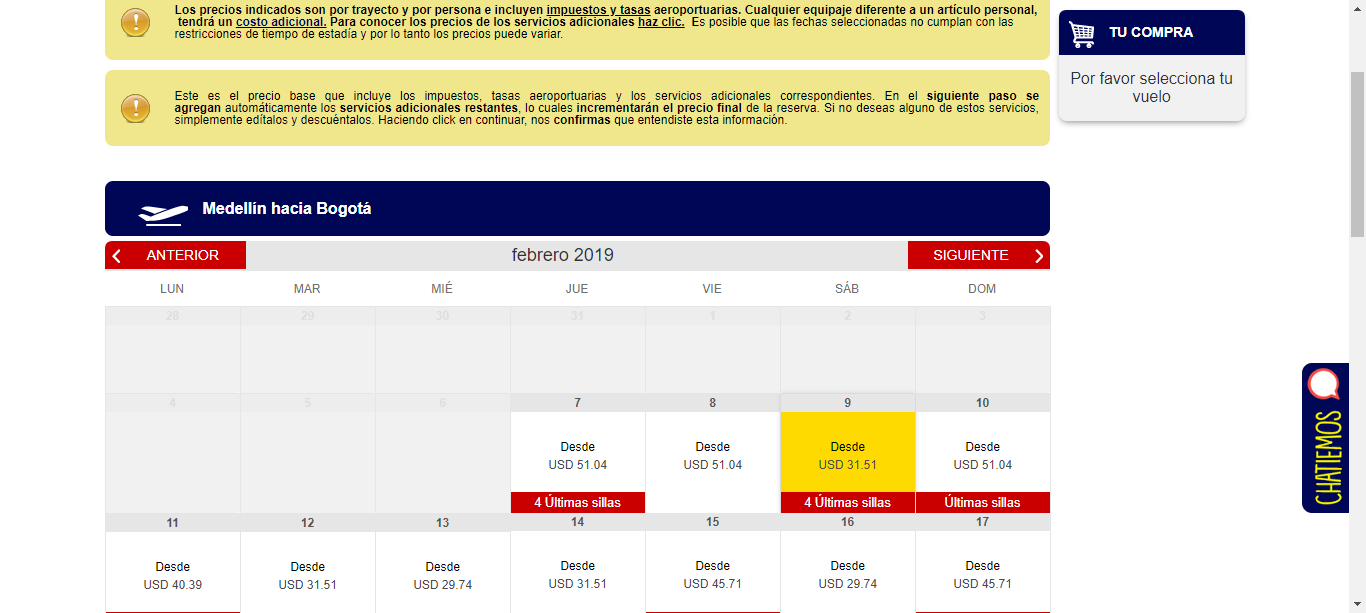 Los precios indicados son por trayecto y por persona e incluyen impuestos y tasas aeroportuarias. Cualquier equipaje diferente a un artículo personal,
tendrá un costo adicional. Para conocer los precios de los servicios adicionales haz clic. Es posible que las fechas seleccionadas no cumplan con las
restricciones de tiempo de estadía y por lo tanto los precios puede variar.
TU COMPRA
Por favor selecciona tu
vuelo
Este es el precio base que incluye los impuestos, tasas aeroportuarias y los servicios adicionales correspondientes. En el siguiente paso se
agregan automáticamente los servicios adicionales restantes, lo cuales incrementarán el precio final de la reserva. Si no deseas alguno de estos servicios,
simplemente edítalos y descuéntalos. Haciendo click en continuar, nos confirmas que entendiste esta información.
Medellín hacia Bogotá
ANTERIOR febrero 2019 SIGUIENTE
LUN MAR MIÉ JUE VIE SÁB DOM
28 29 30 31 1 2 3
4 5 6 7 8 9 10
Desde Desde Desde Desde
USD 51.04 USD 51.04 USD 31.51 USD 51.04
4 Últimas sillas 4 Últimas sillas Últimas sillas
11 12 13 14 15 16 17
Desde Desde Desde Desde Desde Desde Desde
USD 40.39 USD 31.51 USD 29.74 USD 31.51 USD 45.71 USD 29.74 USD 45.71
CHATIEMOS